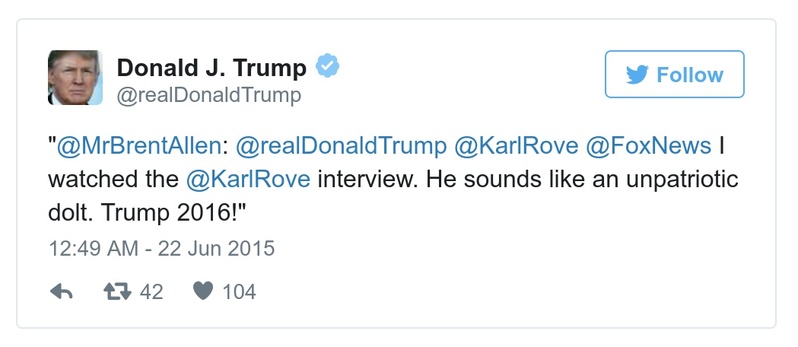 Donald J. Trump
@realDonaldTrump
Follow
"@MrBrentAllen: @realDonaldTrump @KarlRove @FoxNews I
watched the @KarlRove interview. He sounds like an unpatriotic
dolt. Trump 2016!"
12:49 AM - 22 Jun 2015
42 104